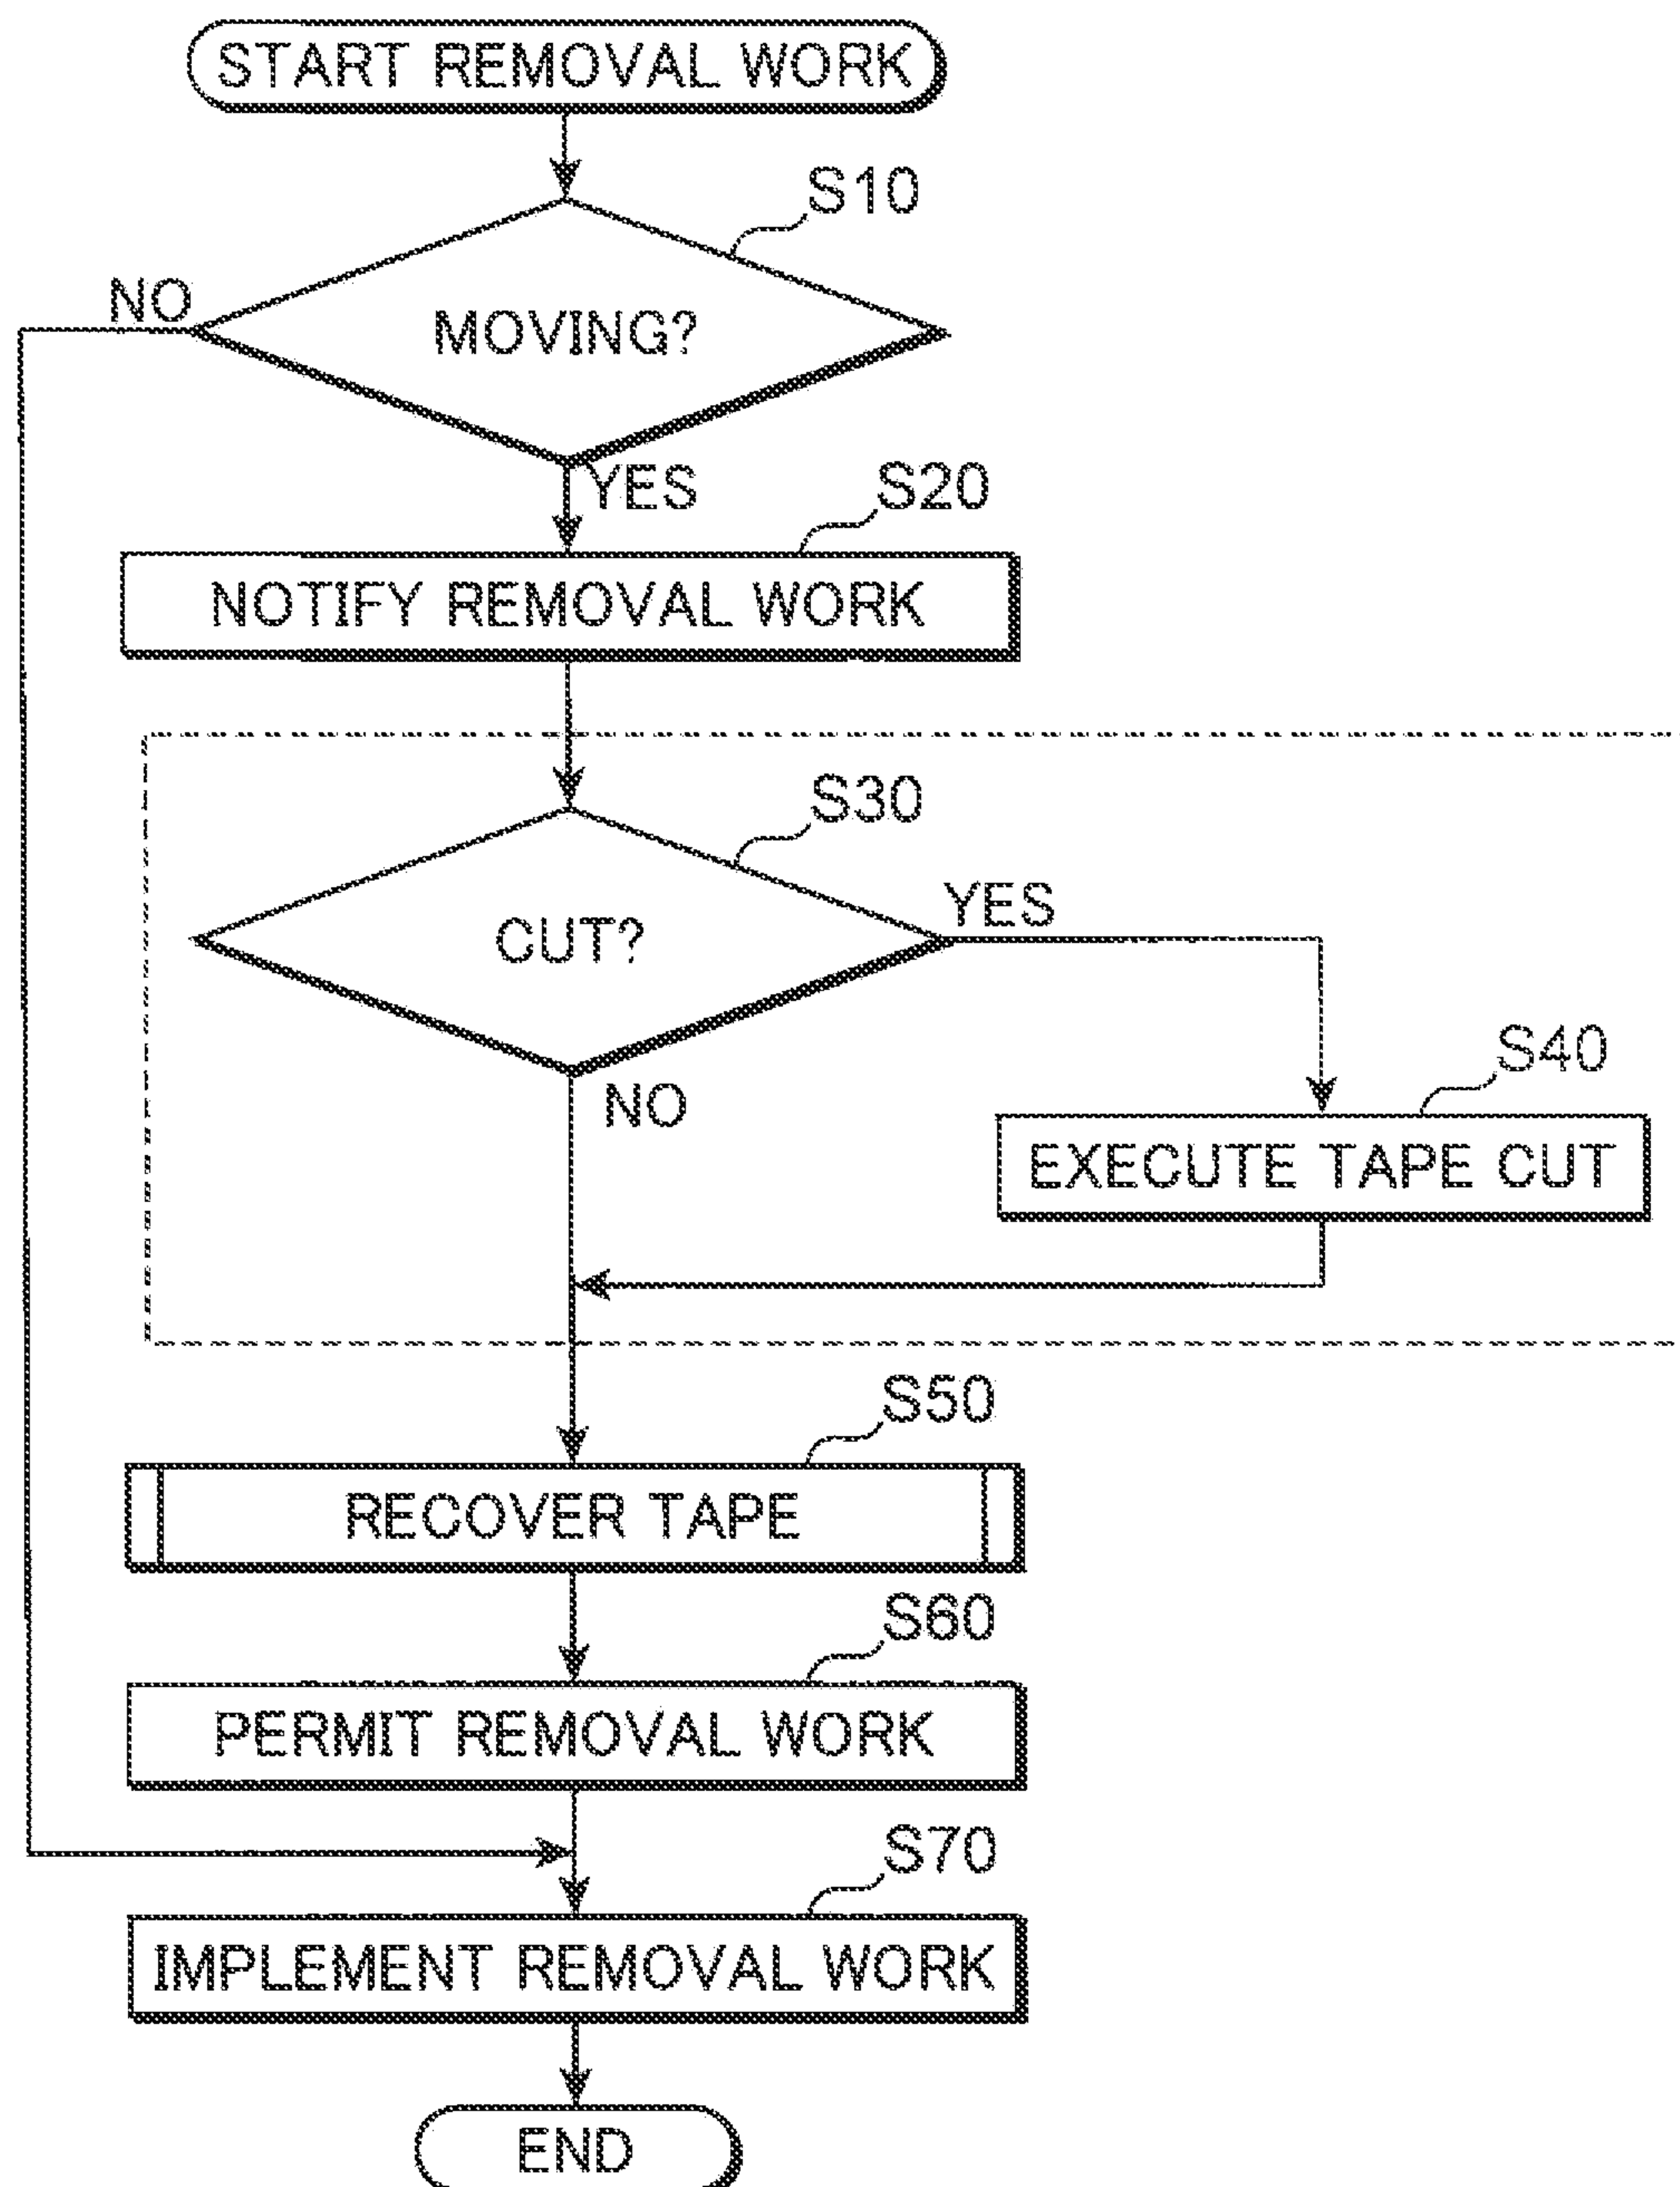 START REMOVAL WORK
S10
NO
MOVING?
YES
S20
NOTIFY REMOVAL WORK
S30
YES
CUT?
S40
NO
EXECUTE TAPE CUT
S50
RECOVER TAPE
S60
PERMIT REMOVAL WORK
S70
IMPLEMENT REMOVAL WORK
END